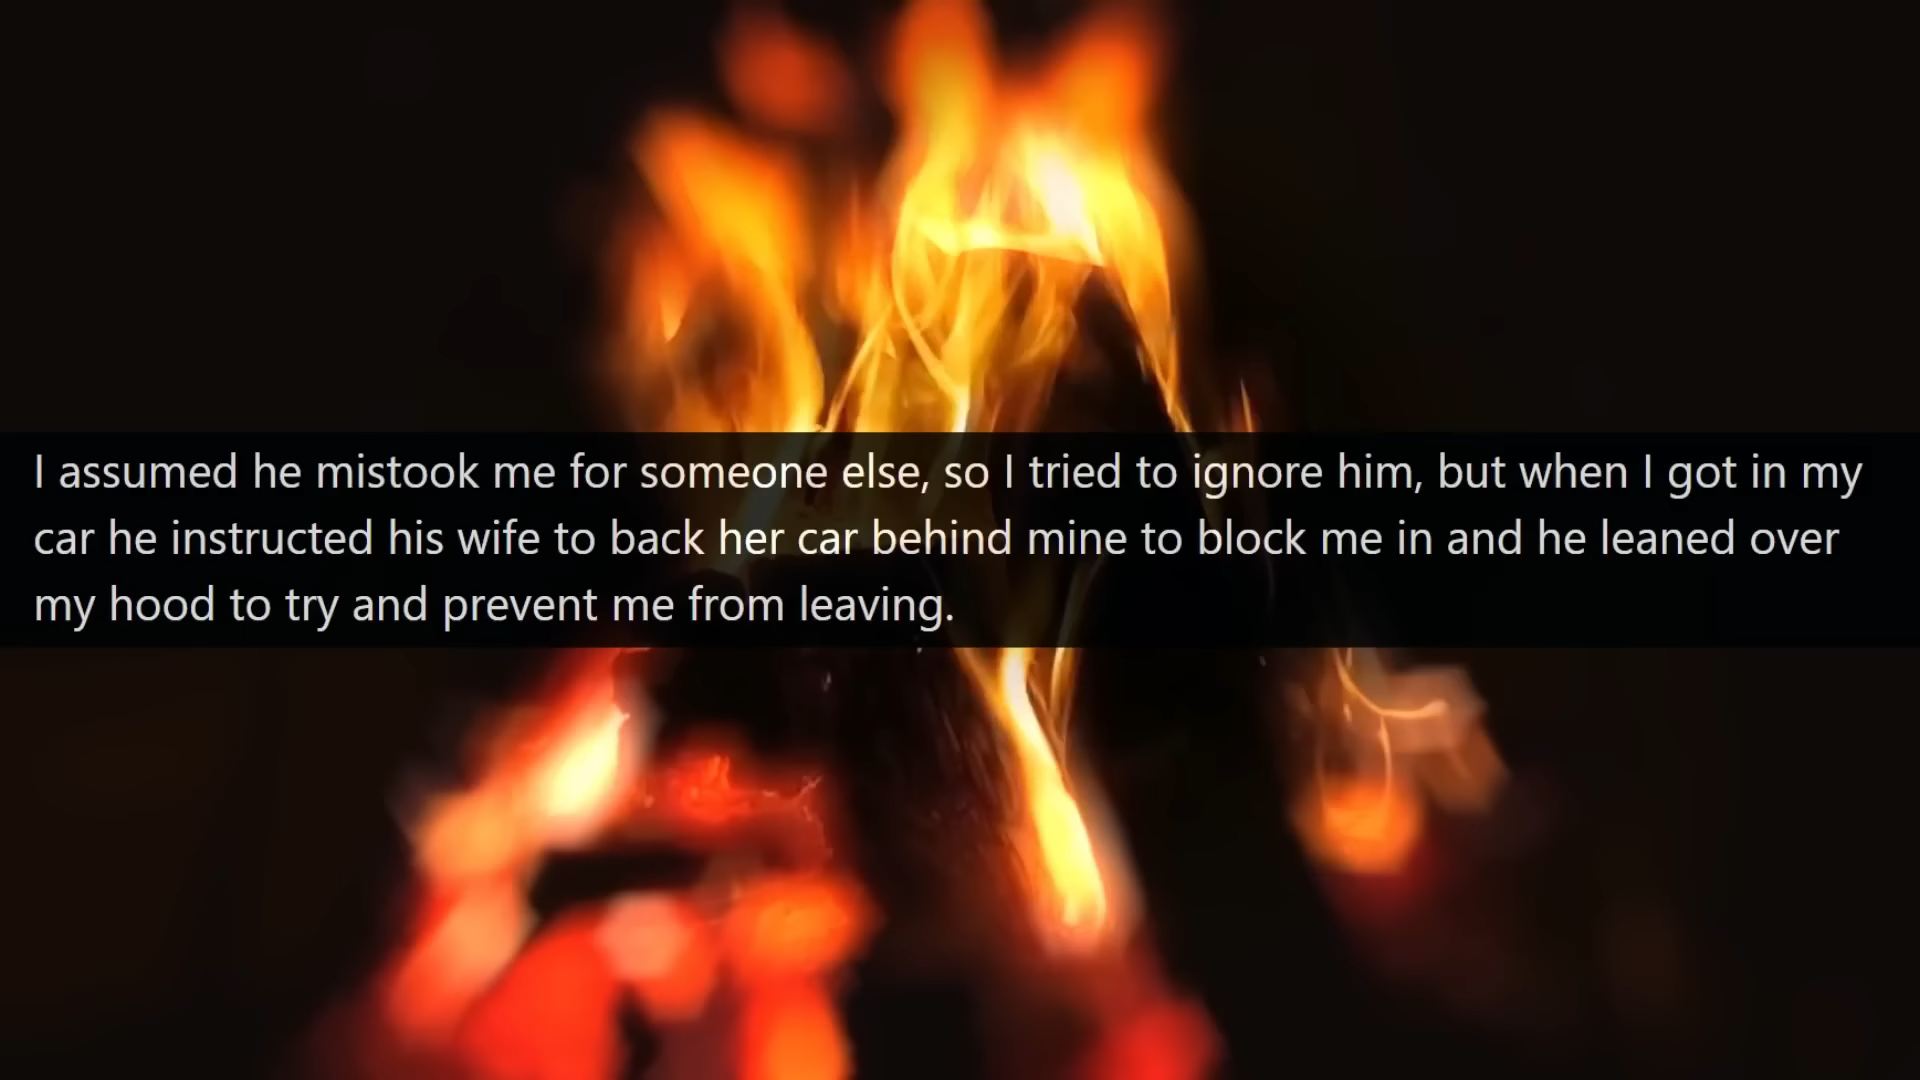 I assumed he mistook me for someone else, so I tried to ignore him, but when I got in my
car he instructed his wife to back her car behind mine to block me in and he leaned over
my hood to try and prevent me from leaving.